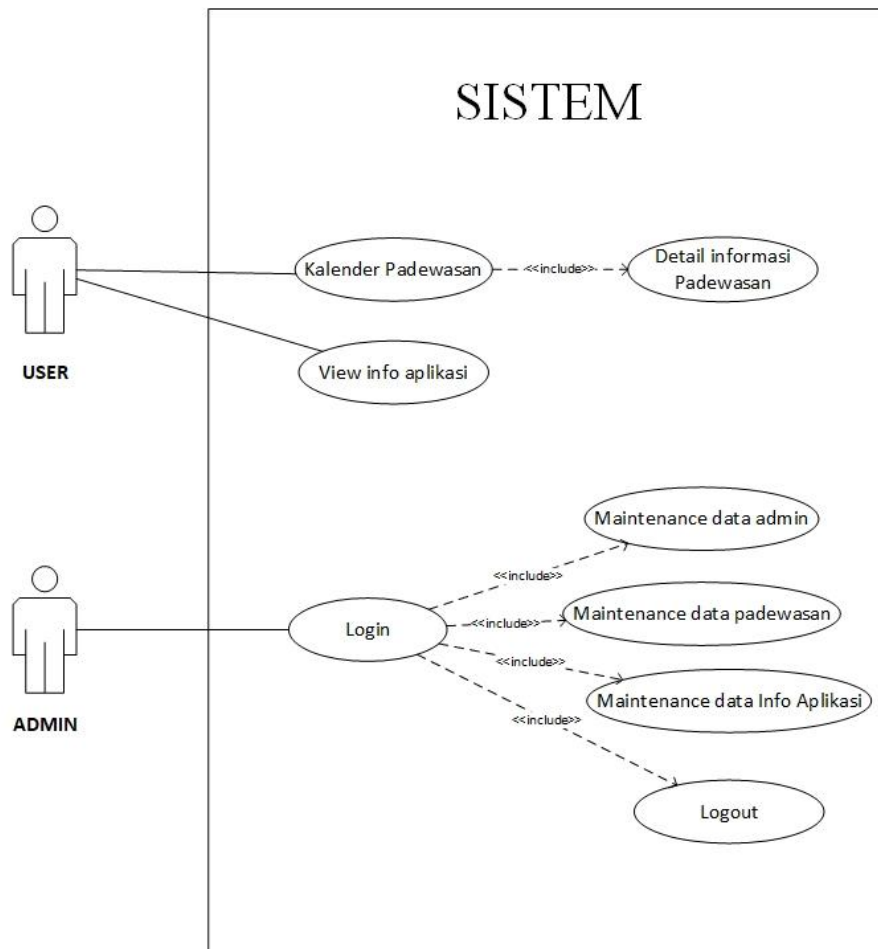 SISTEM
Kalender Padewasan
<<include>>
Detail informasi
Padewasan
USER
View info aplikasi
Maintenance data admin
<<include>>
Login
<<include>>
Maintenance data padewasan
<<include>>
Maintenance data Info Aplikasi
ADMIN
<<include>>
Logout